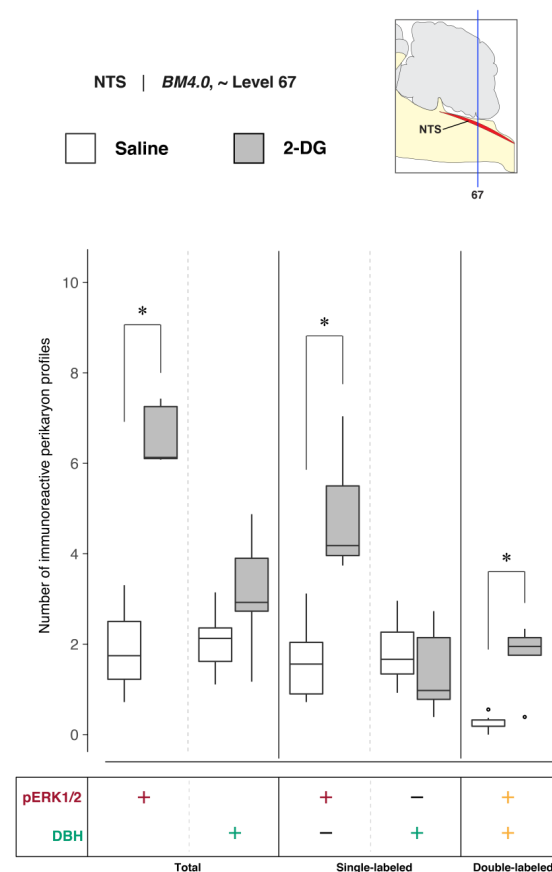 NTS | BM4.0, ~ Level 67
Saline
2-DG
NTS
67
Number of immunoreactive perikaryon profiles
10
8
6
4
2
0
*
*
*
pERK1/2 + + − +
DBH + − + +
Total Single-labeled Double-labeled